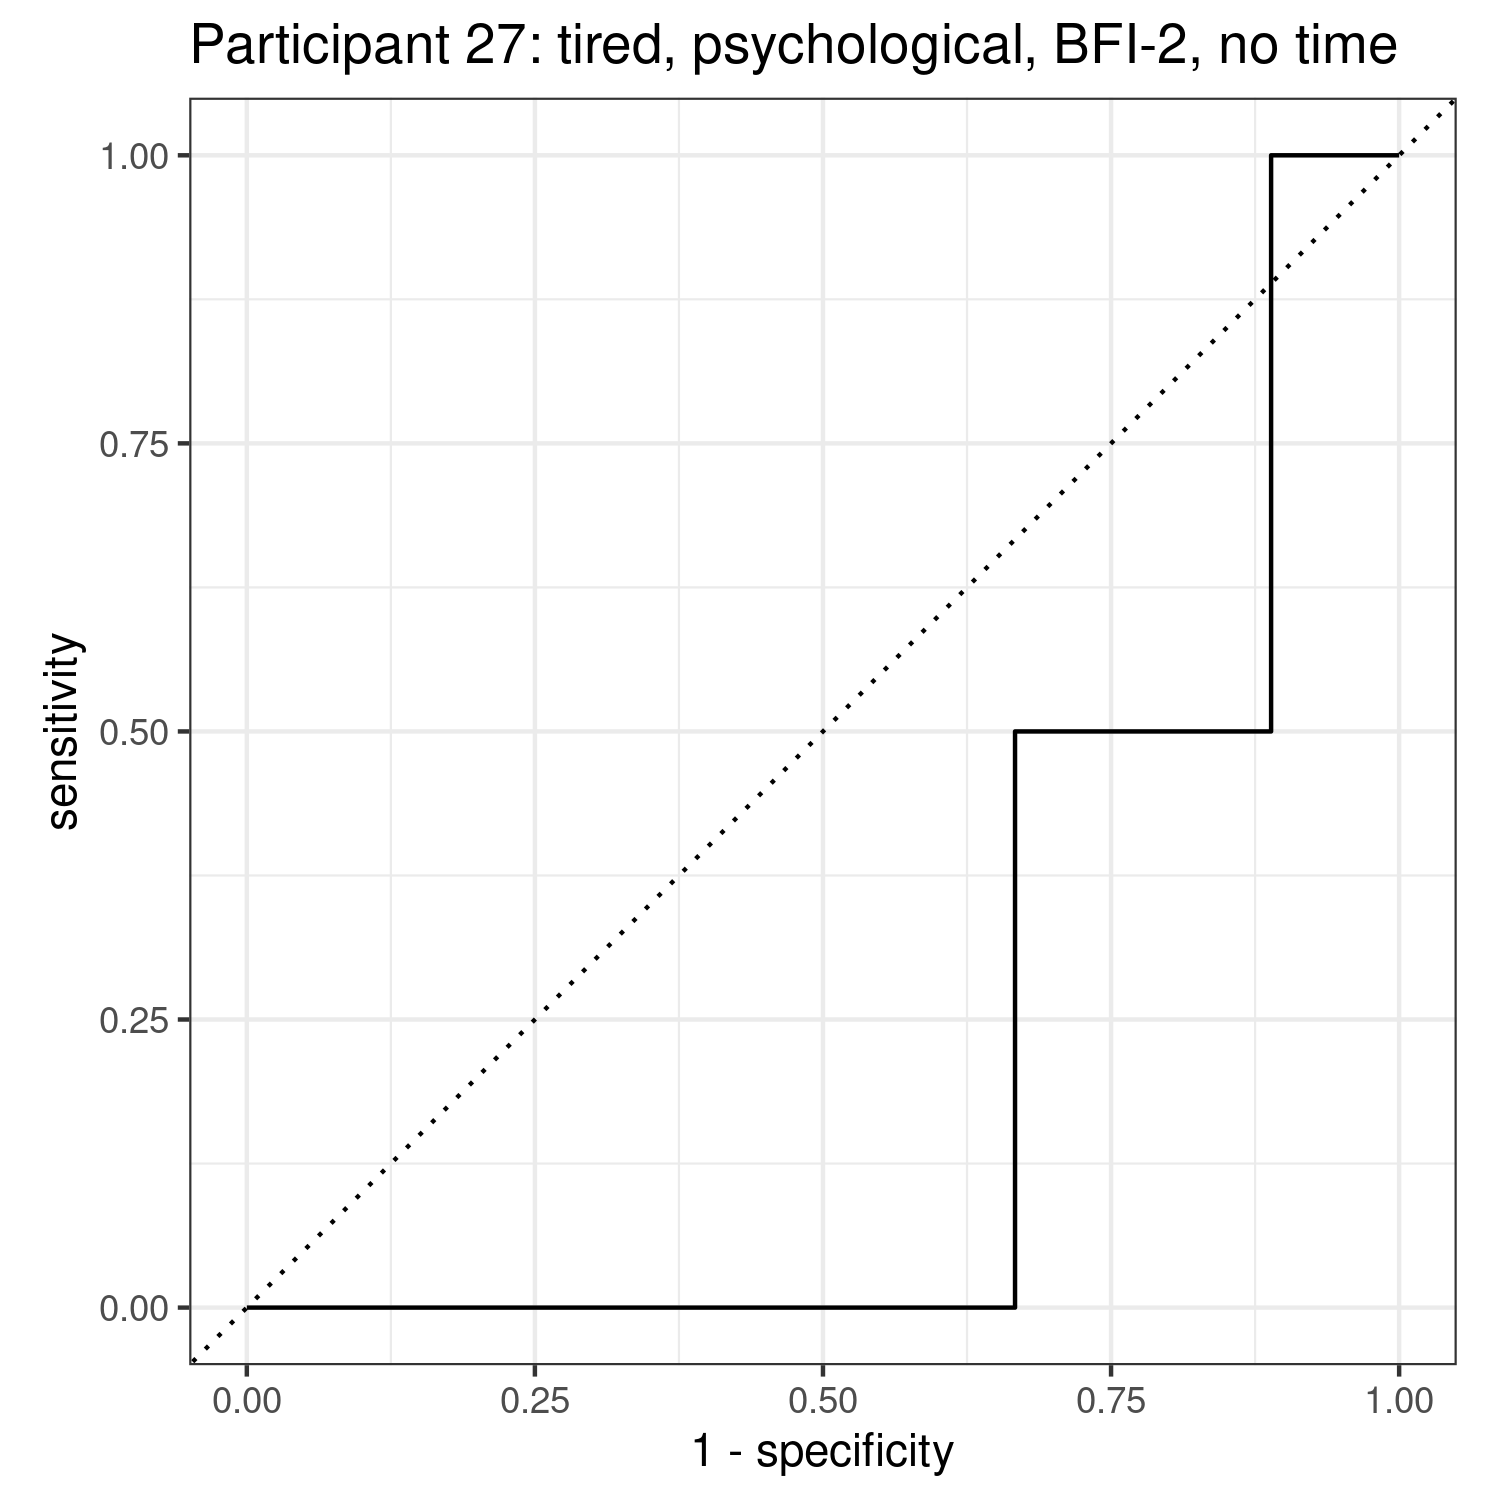 Participant 27: tired, psychological, BFI-2, no time
1.00
0.75
0.50
0.25
0.00
sensitivity
0.00 0.25 0.50 0.75 1.00
1 - specificity